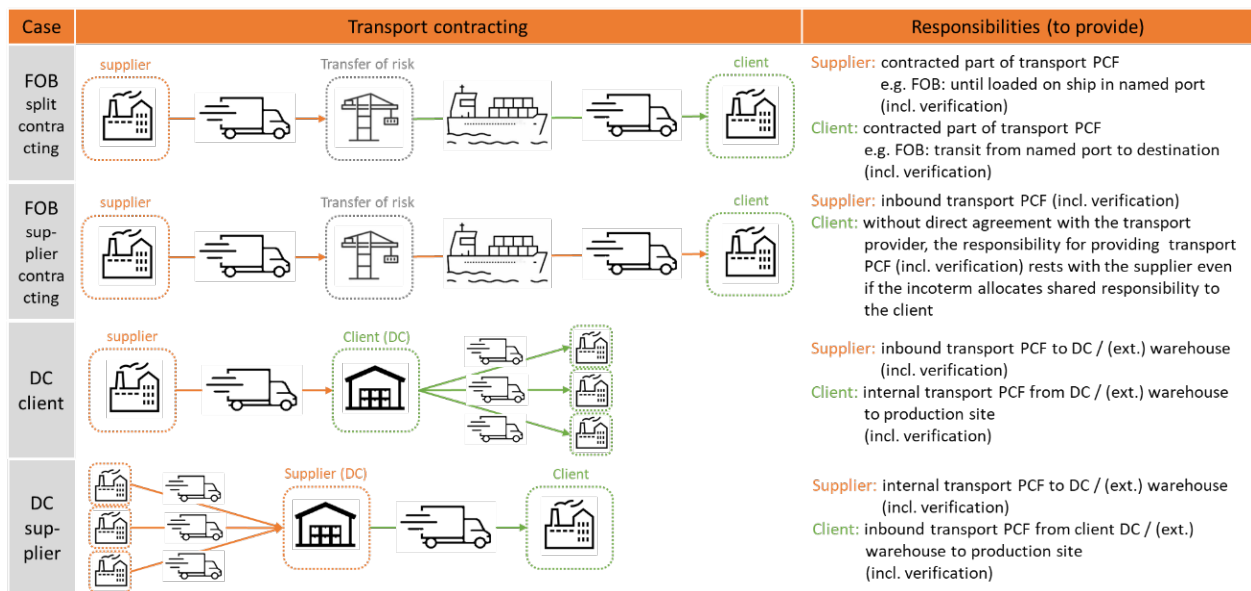 Case
Transport contracting
Responsibilities (to provide)
FOB
split
contra
cting
supplier
Transfer of risk
client
Supplier: contracted part of transport PCF
e.g. FOB: until loaded on ship in named port
(incl. verification)
Client: contracted part of transport PCF
e.g. FOB: transit from named port to destination
(incl. verification)
FOB
sup-
plier
contra
cting
supplier
Transfer of risk
client
Supplier: inbound transport PCF (incl. verification)
Client: without direct agreement with the transport
provider, the responsibility for providing transport
PCF (incl. verification) rests with the supplier even
if the incoterm allocates shared responsibility to
the client
DC
client
supplier
Client (DC)
Supplier: inbound transport PCF to DC / (ext.) warehouse
(incl. verification)
Client: internal transport PCF from DC / (ext.) warehouse
to production site
(incl. verification)
DC
sup-
plier
Supplier (DC)
Client
Supplier: internal transport PCF to DC / (ext.) warehouse
(incl. verification)
Client: inbound transport PCF from client DC / (ext.)
warehouse to production site
(incl. verification)